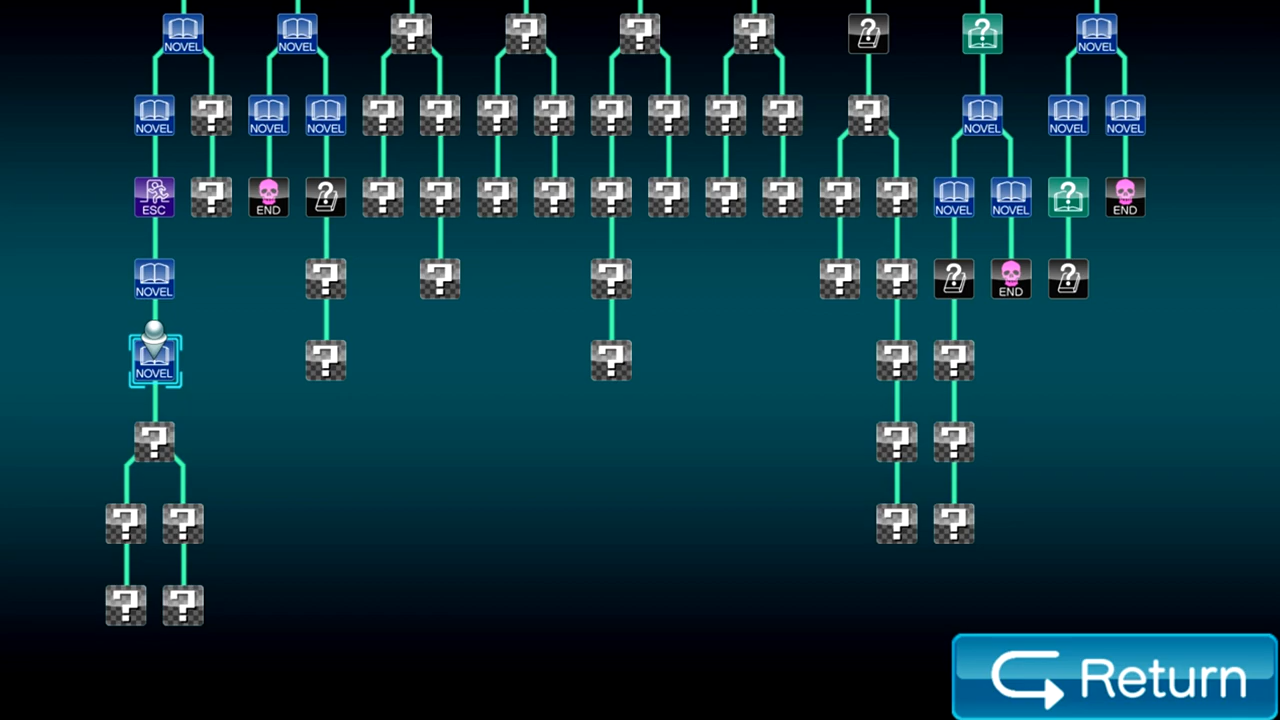 NOVEL NOVEL ? ? ? ? ? ? NOVEL
NOVEL ? NOVEL NOVEL ? ? ? ? ? ? ? ? ? NOVEL NOVEL NOVEL
ESC ? END ? ? ? ? ? ? ? ? ? ? ? NOVEL NOVEL ? END
NOVEL ? ? ? ? ? ? END ?
NOVEL ? ? ? ?
? ? ?
? ? ? ?
? ?
Return